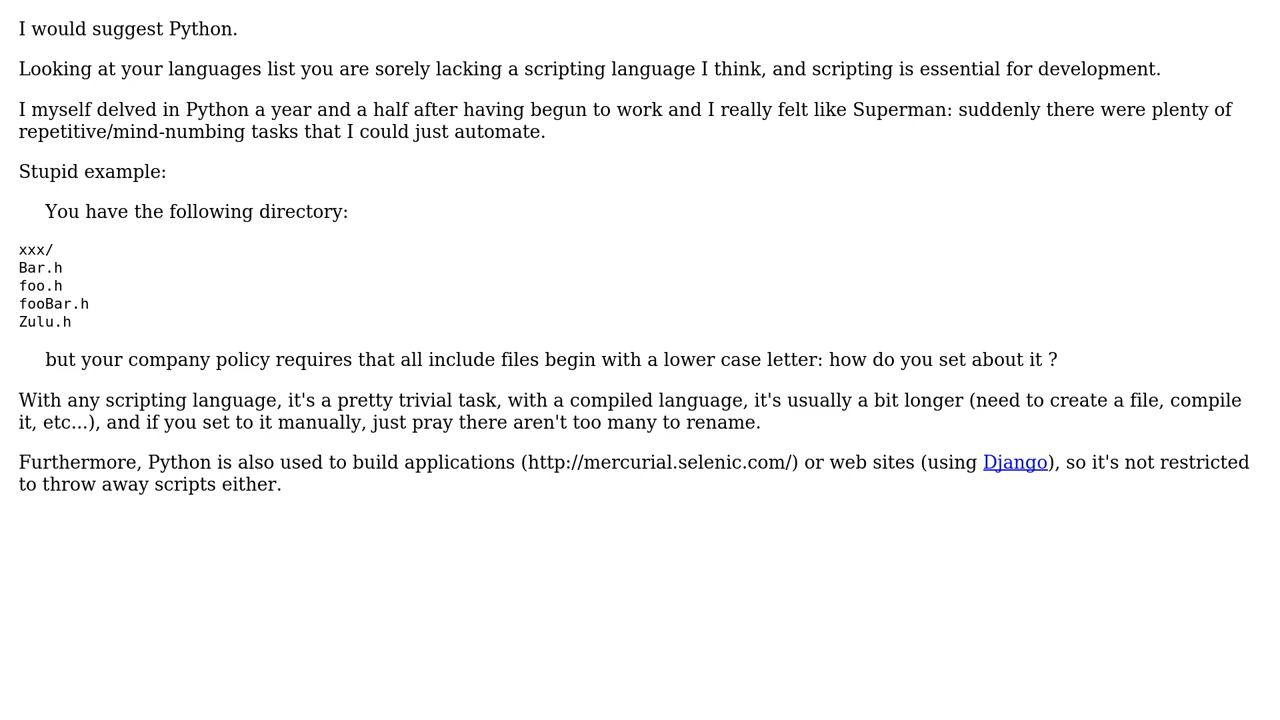 I would suggest Python.
Looking at your languages list you are sorely lacking a scripting language I think, and scripting is essential for development.
I myself delved in Python a year and a half after having begun to work and I really felt like Superman: suddenly there were plenty of
repetitive/mind-numbing tasks that I could just automate.
Stupid example:
You have the following directory:
xxx/
Bar.h
foo.h
fooBar.h
Zulu.h
but your company policy requires that all include files begin with a lower case letter: how do you set about it ?
With any scripting language, it's a pretty trivial task, with a compiled language, it's usually a bit longer (need to create a file, compile
it, etc...), and if you set to it manually, just pray there aren't too many to rename.
Furthermore, Python is also used to build applications (http://mercurial.selenic.com/) or web sites (using Django), so it's not restricted
to throw away scripts either.